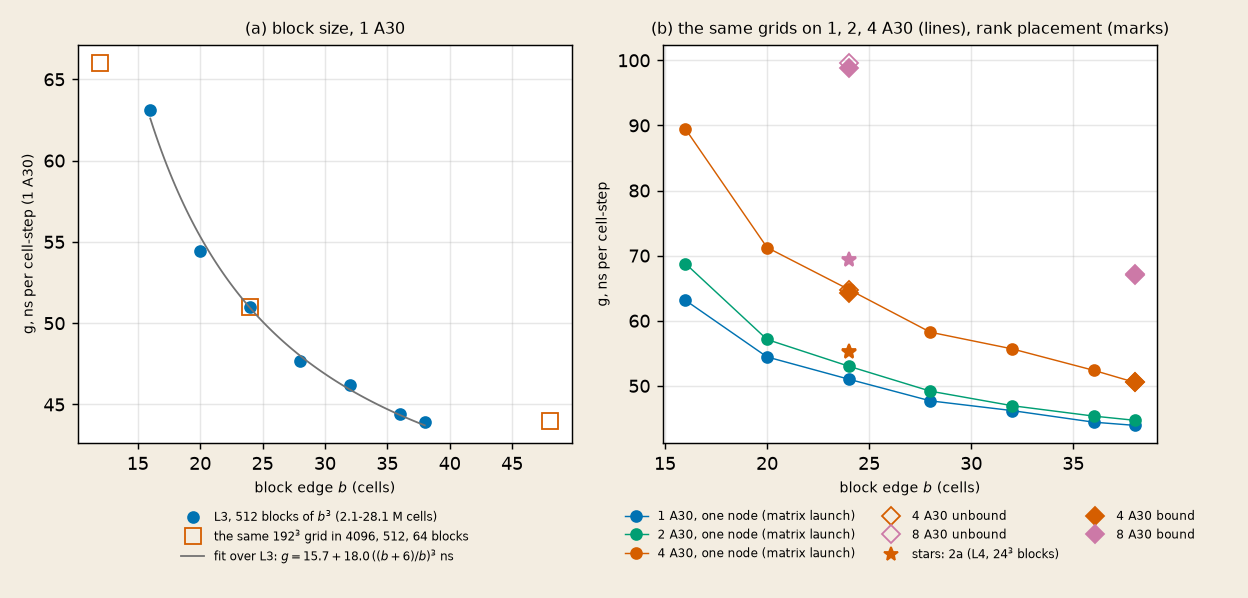 (a) block size, 1 A30
g, ns per cell-step (1 A30)
65
60
55
50
45
15 20 25 30 35 40 45
block edge b (cells)
L3, 512 blocks of b³ (2.1-28.1 M cells)
the same 192³ grid in 4096, 512, 64 blocks
fit over L3: g = 15.7 + 18.0 ((b + 6)/b)³ ns
(b) the same grids on 1, 2, 4 A30 (lines), rank placement (marks)
g, ns per cell-step
100
90
80
70
60
50
15 20 25 30 35
block edge b (cells)
1 A30, one node (matrix launch)
2 A30, one node (matrix launch)
4 A30, one node (matrix launch)
4 A30 unbound
8 A30 unbound
stars: 2a (L4, 24³ blocks)
4 A30 bound
8 A30 bound